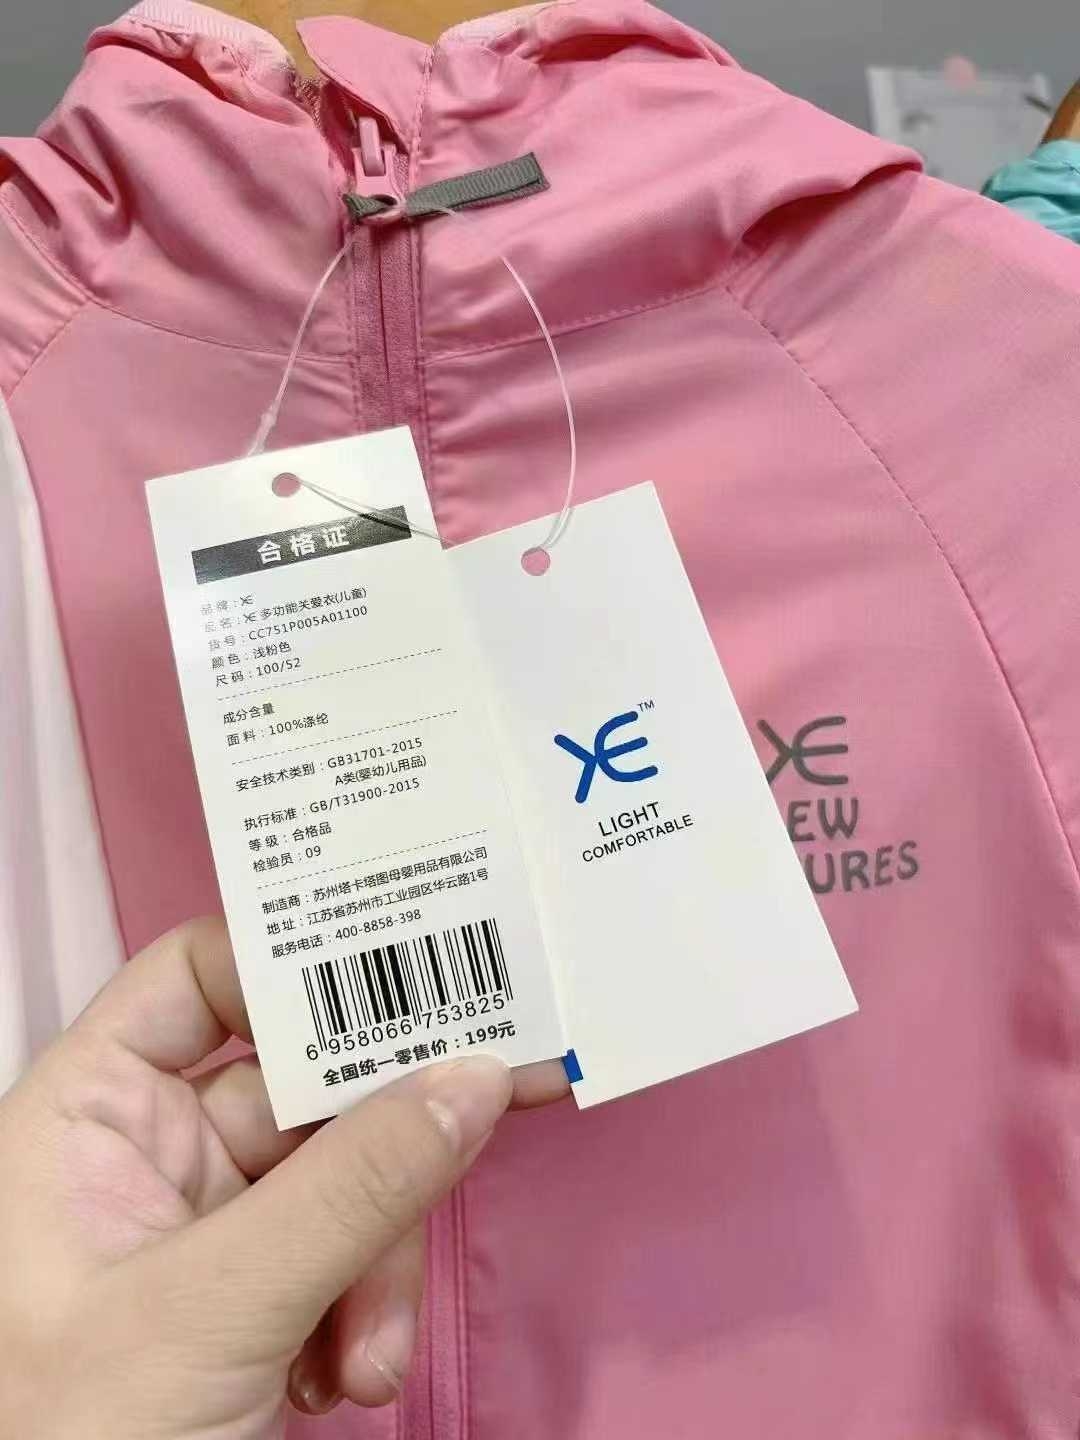 合格证
品 牌：XE
品 名：XE 多功能关爱衣(儿童)
货 号：CC751P005A01100
颜 色：浅粉色
尺 码：100/52
成分含量
面 料：100%涤纶
安全技术类别：GB31701-2015
A类(婴幼儿用品)
执行标准：GB/T31900-2015
等 级：合格品
检验员：09
制造商：苏州塔卡塔图母婴用品有限公司
地 址：江苏省苏州市工业园区华云路1号
服务电话：400-8858-398
6 958066 753825
全国统一零售价：199元
XE™
LIGHT
COMFORTABLE
XE
EW
URES